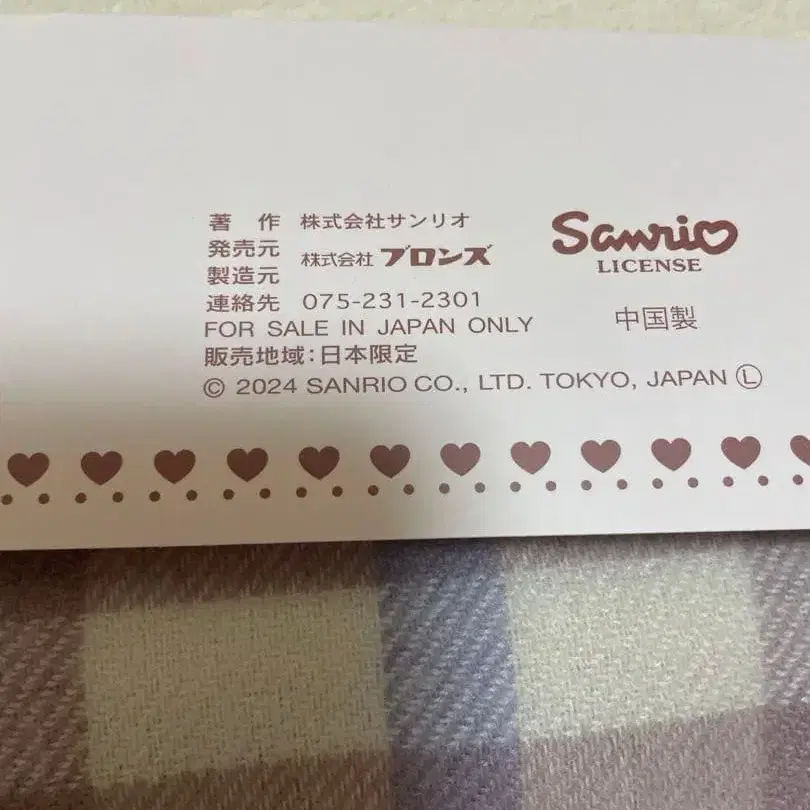 著 作 株式会社サンリオ
発売元
製造元 株式会社 ブロンズ
連絡先 075-231-2301
FOR SALE IN JAPAN ONLY
販売地域:日本限定
© 2024 SANRIO CO., LTD. TOKYO, JAPAN Ⓛ
Sanrio
LICENSE
中国製